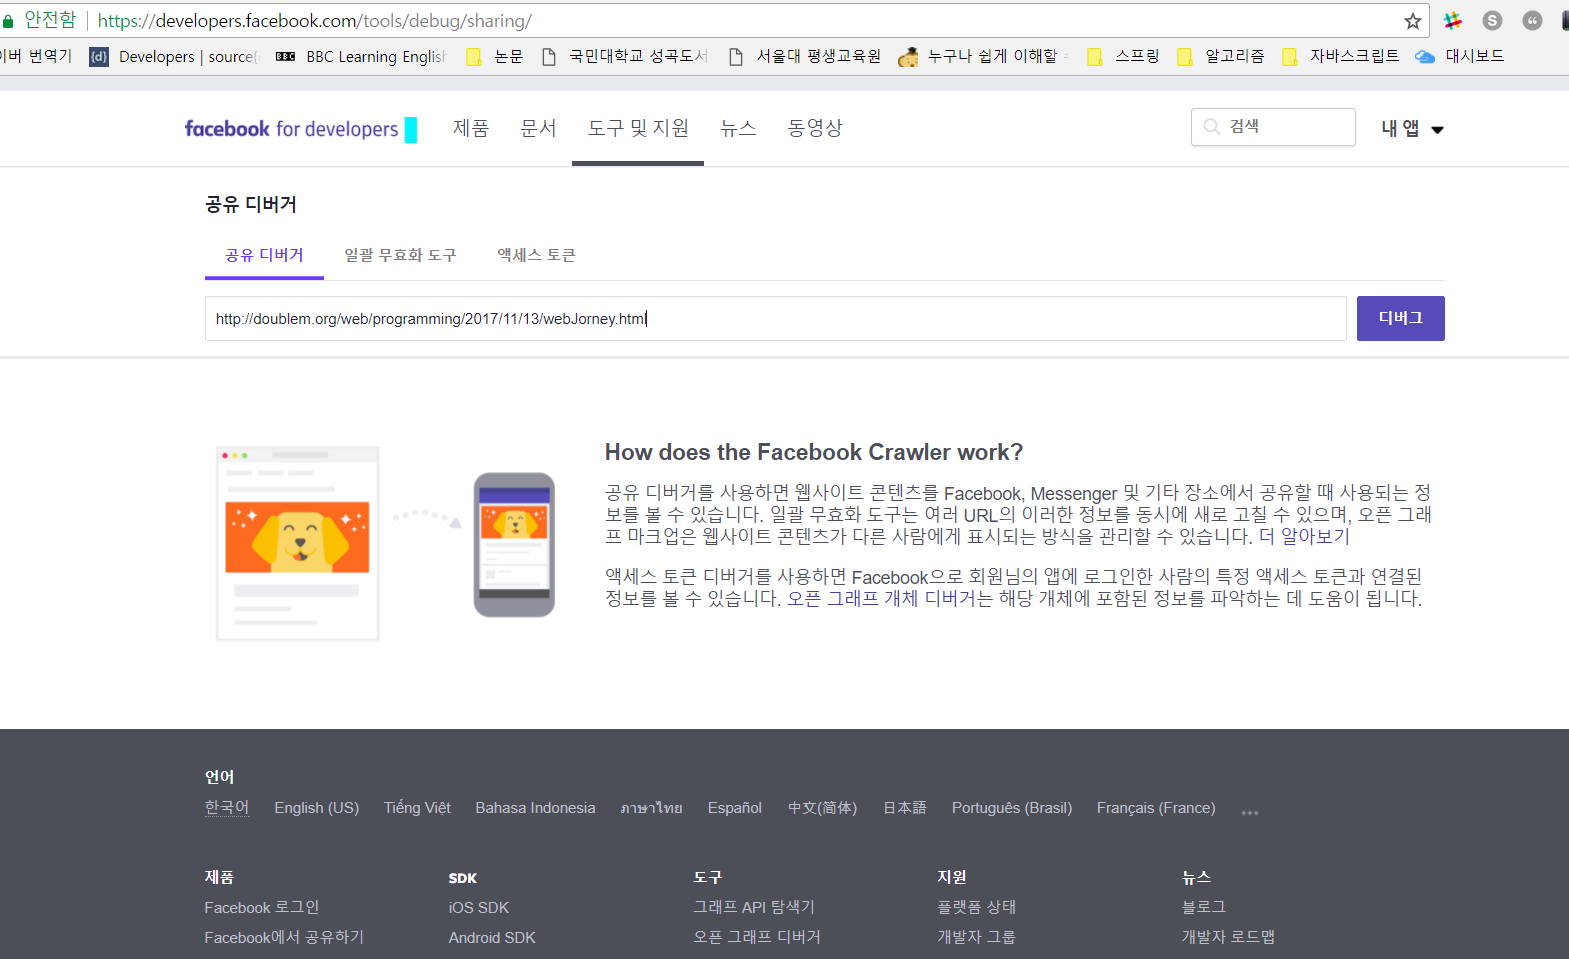 안전함 https://developers.facebook.com/tools/debug/sharing/
이버 번역기 {d} Developers | source BBC BBC Learning English 논문 국민대학교 성곡도서 서울대 평생교육원 누구나 쉽게 이해할 스프링 알고리즘 자바스크립트 대시보드
facebook for developers 제품 문서 도구 및 지원 뉴스 동영상 검색 내 앱
공유 디버거
공유 디버거 일괄 무효화 도구 액세스 토큰
http://doublem.org/web/programming/2017/11/13/webJorney.html 디버그
How does the Facebook Crawler work?
공유 디버거를 사용하면 웹사이트 콘텐츠를 Facebook, Messenger 및 기타 장소에서 공유할 때 사용되는 정
보를 볼 수 있습니다. 일괄 무효화 도구는 여러 URL의 이러한 정보를 동시에 새로 고칠 수 있으며, 오픈 그래
프 마크업은 웹사이트 콘텐츠가 다른 사람에게 표시되는 방식을 관리할 수 있습니다. 더 알아보기
액세스 토큰 디버거를 사용하면 Facebook으로 회원님의 앱에 로그인한 사람의 특정 액세스 토큰과 연결된
정보를 볼 수 있습니다. 오픈 그래프 개체 디버거는 해당 개체에 포함된 정보를 파악하는 데 도움이 됩니다.
언어
한국어 English (US) Tiếng Việt Bahasa Indonesia ภาษาไทย Español 中文(简体) 日本語 Português (Brasil) Français (France) ...
제품 SDK 도구 지원 뉴스
Facebook 로그인 iOS SDK 그래프 API 탐색기 플랫폼 상태 블로그
Facebook에서 공유하기 Android SDK 오픈 그래프 디버거 개발자 그룹 개발자 로드맵